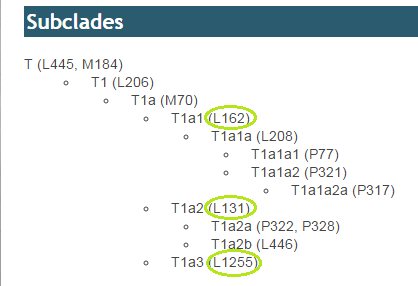 Subclades
T (L445, M184)
T1 (L206)
T1a (M70)
T1a1 (L162)
T1a1a (L208)
T1a1a1 (P77)
T1a1a2 (P321)
T1a1a2a (P317)
T1a2 (L131)
T1a2a (P322, P328)
T1a2b (L446)
T1a3 (L1255)